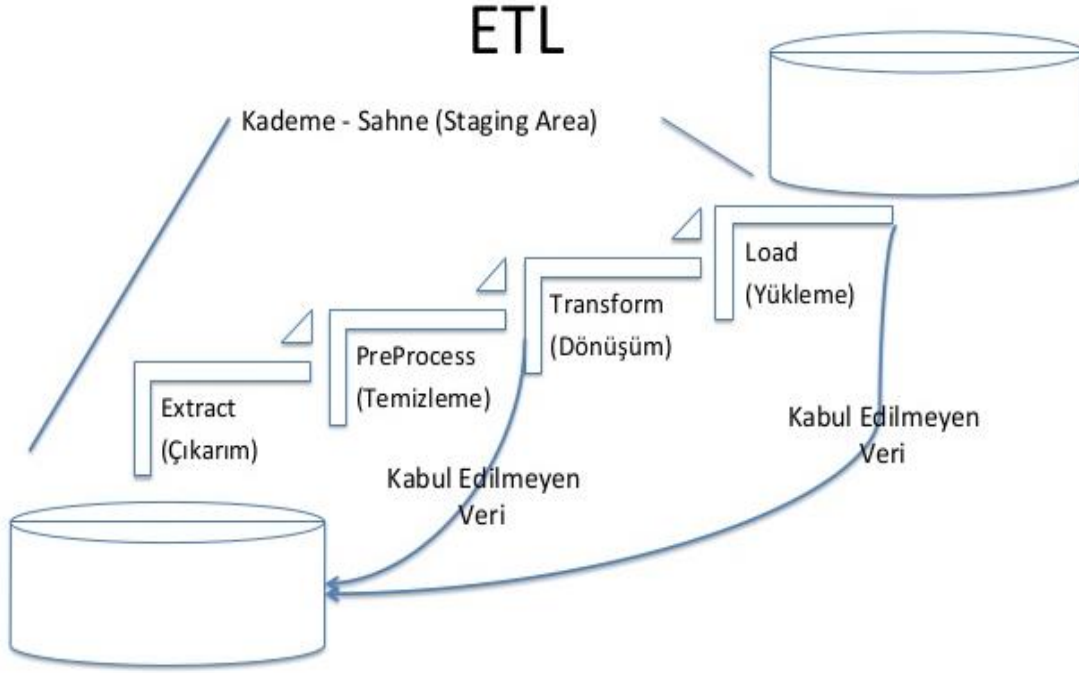 ETL
Kademe - Sahne (Staging Area)
Load
(Yükleme)
Transform
(Dönüşüm)
PreProcess
(Temizleme)
Extract
(Çıkarım)
Kabul Edilmeyen
Veri
Kabul Edilmeyen
Veri